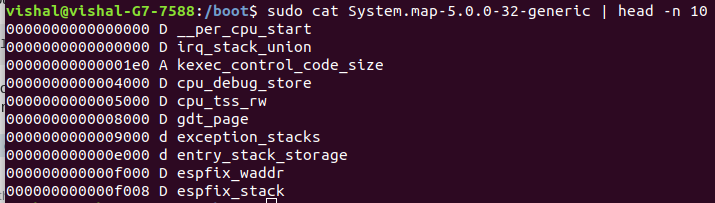 vishal@vishal-G7-7588:/boot$ sudo cat System.map-5.0.0-32-generic | head -n 10
0000000000000000 D __per_cpu_start
0000000000000000 D irq_stack_union
00000000000001e0 A kexec_control_code_size
0000000000004000 D cpu_debug_store
0000000000005000 D cpu_tss_rw
0000000000008000 D gdt_page
0000000000009000 d exception_stacks
000000000000e000 d entry_stack_storage
000000000000f000 D espfix_waddr
000000000000f008 D espfix_stack